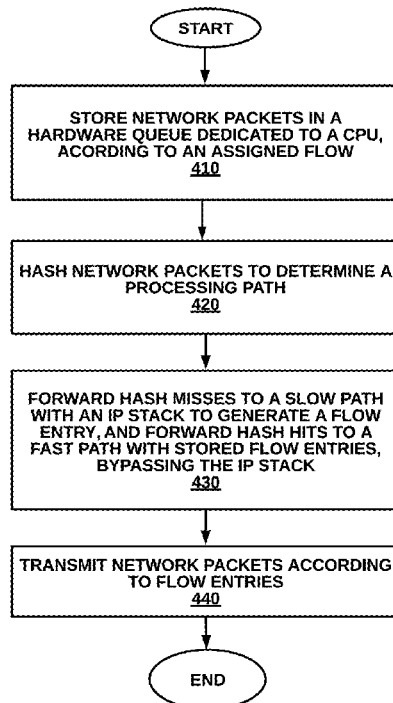 START
STORE NETWORK PACKETS IN A
HARDWARE QUEUE DEDICATED TO A CPU,
ACORDING TO AN ASSIGNED FLOW
410
HASH NETWORK PACKETS TO DETERMINE A
PROCESSING PATH
420
FORWARD HASH MISSES TO A SLOW PATH
WITH AN IP STACK TO GENERATE A FLOW
ENTRY, AND FORWARD HASH HITS TO A
FAST PATH WITH STORED FLOW ENTRIES,
BYPASSING THE IP STACK
430
TRANSMIT NETWORK PACKETS ACCORDING
TO FLOW ENTRIES
440
END